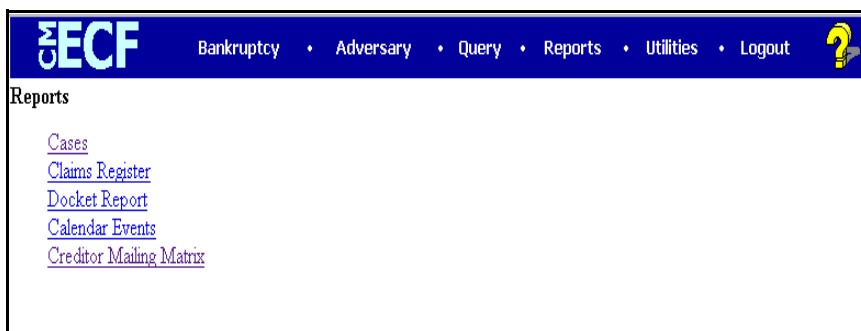 CM ECF Bankruptcy • Adversary • Query • Reports • Utilities • Logout ?
Reports
Cases
Claims Register
Docket Report
Calendar Events
Creditor Mailing Matrix